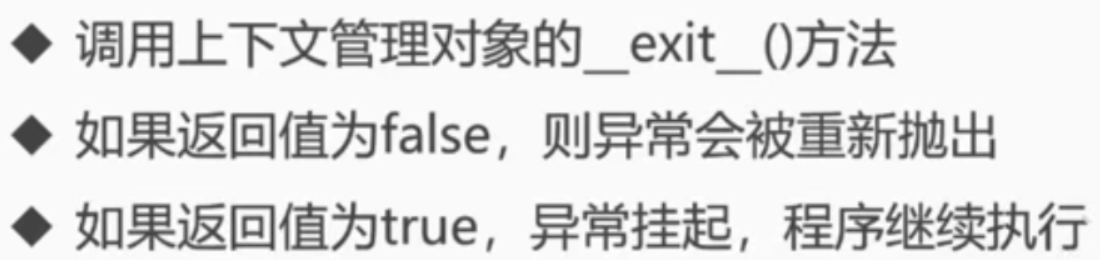 ◆ 调用上下文管理对象的__exit__()方法
◆ 如果返回值为false，则异常会被重新抛出
◆ 如果返回值为true，异常挂起，程序继续执行